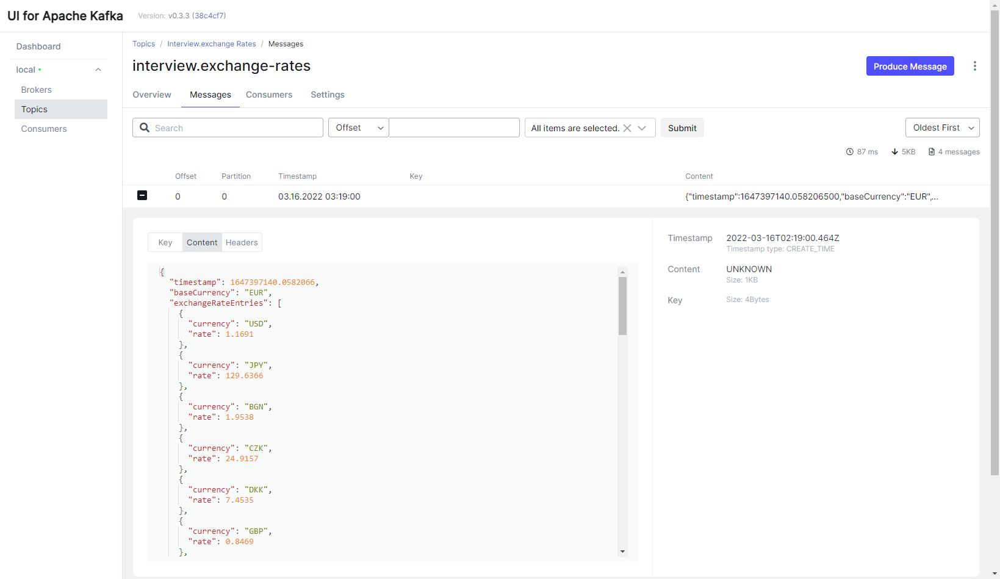 UI for Apache Kafka Version: v0.3.3 (38c4cf7)
Dashboard
local
Brokers
Topics
Consumers
Topics / Interview.exchange Rates / Messages
interview.exchange-rates
Produce Message
Overview Messages Consumers Settings
Search Offset All items are selected. Submit Oldest First
87 ms 5KB 4 messages
Offset Partition Timestamp Key Content
0 0 03.16.2022 03:19:00 {"timestamp":1647397140.058206500,"baseCurrency":"EUR",...
Key Content Headers
{
"timestamp": 1647397140.0582066,
"baseCurrency": "EUR",
"exchangeRateEntries": [
{
"currency": "USD",
"rate": 1.1691
},
{
"currency": "JPY",
"rate": 129.6366
},
{
"currency": "BGN",
"rate": 1.9538
},
{
"currency": "CZK",
"rate": 24.9157
},
{
"currency": "DKK",
"rate": 7.4535
},
{
"currency": "GBP",
"rate": 0.8469
},
Timestamp 2022-03-16T02:19:00.464Z
Timestamp type: CREATE_TIME
Content UNKNOWN
Size: 1KB
Key Size: 4Bytes